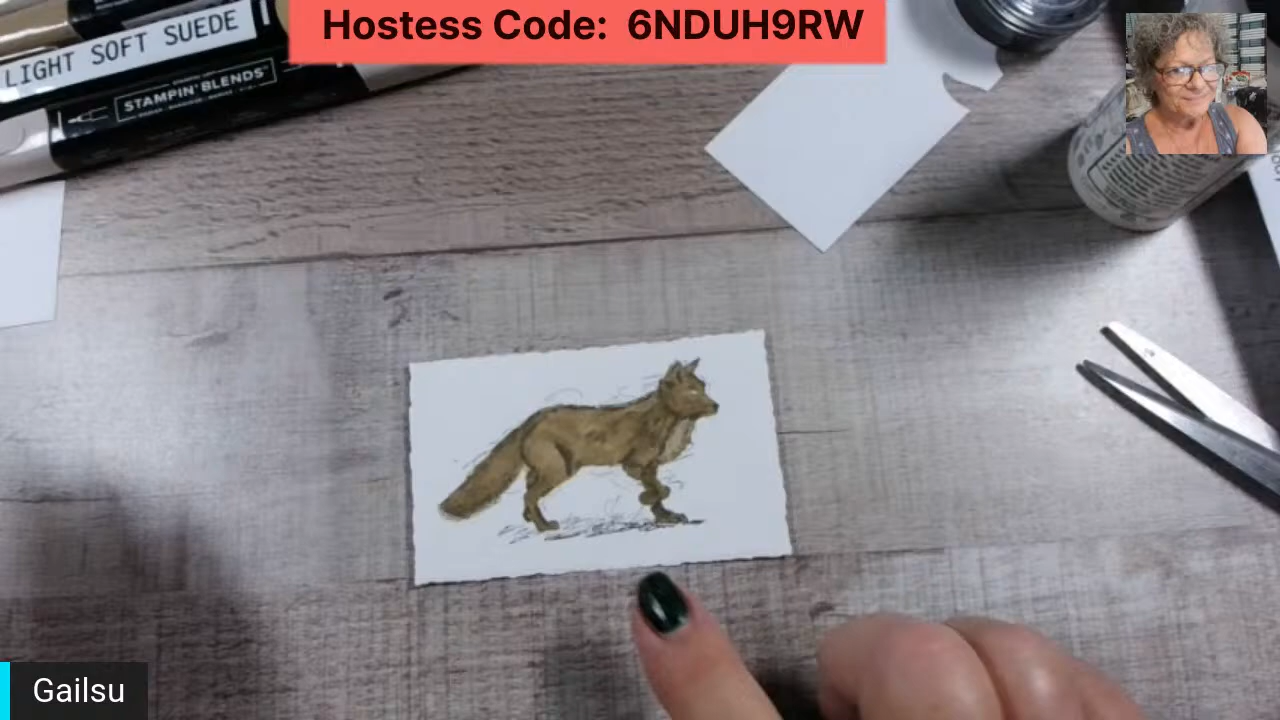 Hostess Code: 6NDUH9RW
LIGHT SOFT SUEDE
STAMPIN' BLENDS
Gailsu